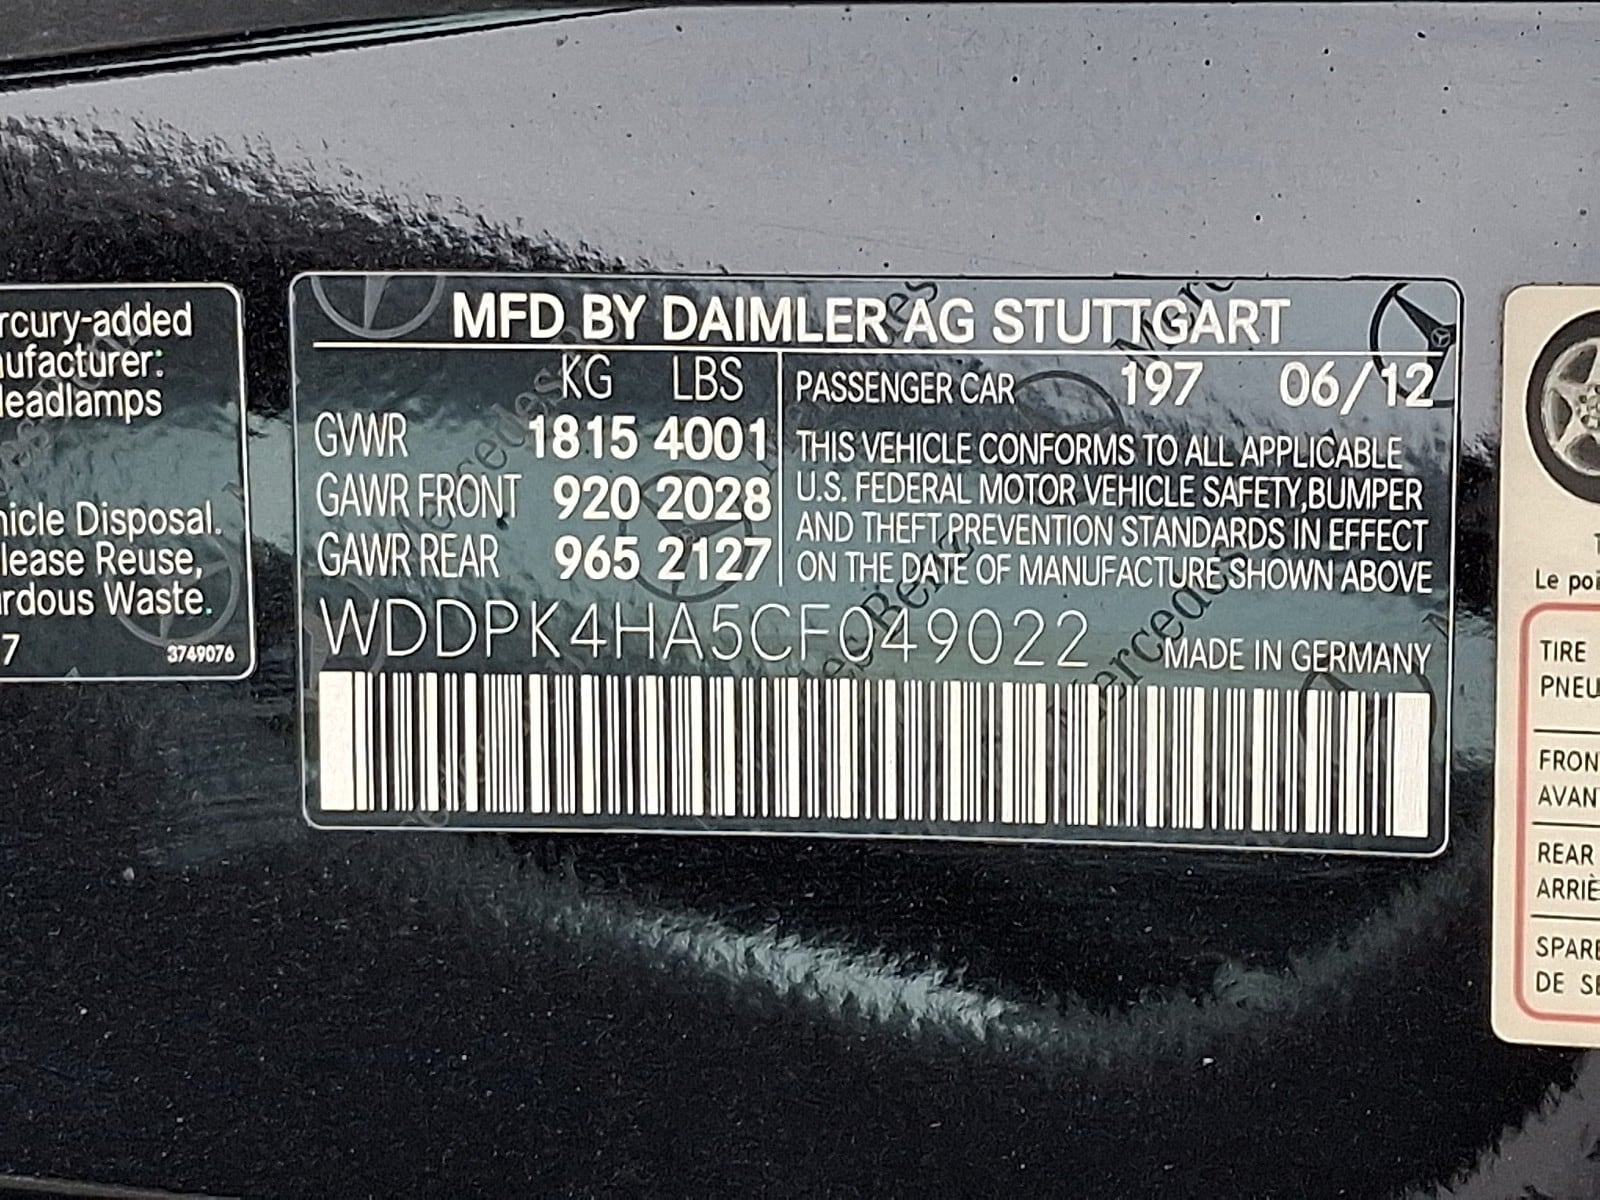 rcury-added
nufacturer:
leadlamps
hicle Disposal.
lease Reuse,
rdous Waste.
7
3749076
MFD BY DAIMLER AG STUTTGART
KG LBS
GVWR 1815 4001
GAWR FRONT 920 2028
GAWR REAR 965 2127
PASSENGER CAR 197 06/12
THIS VEHICLE CONFORMS TO ALL APPLICABLE
U.S. FEDERAL MOTOR VEHICLE SAFETY,BUMPER
AND THEFT PREVENTION STANDARDS IN EFFECT
ON THE DATE OF MANUFACTURE SHOWN ABOVE
WDDPK4HA5CF049022
MADE IN GERMANY
Le poi
TIRE
PNEU
FRON
AVAN
REAR
ARRIÈ
SPARE
DE SE